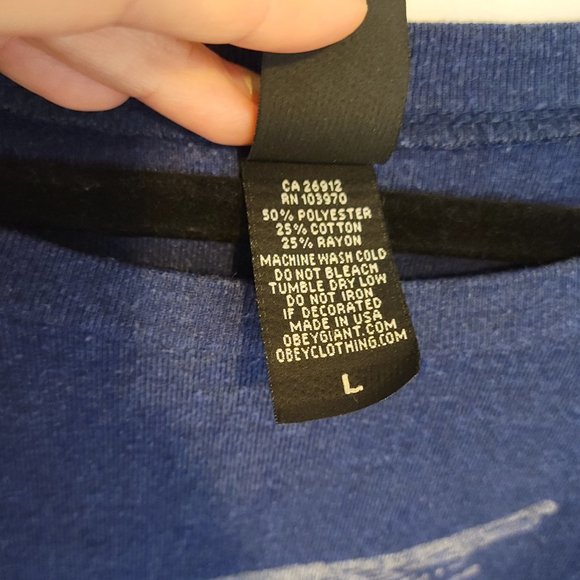 CA 26912
RN 103970
50% POLYESTER
25% COTTON
25% RAYON
MACHINE WASH COLD
DO NOT BLEACH
TUMBLE DRY LOW
DO NOT IRON
IF DECORATED
MADE IN USA
OBEYGIANT.COM
OBEYCLOTHING.COM
L